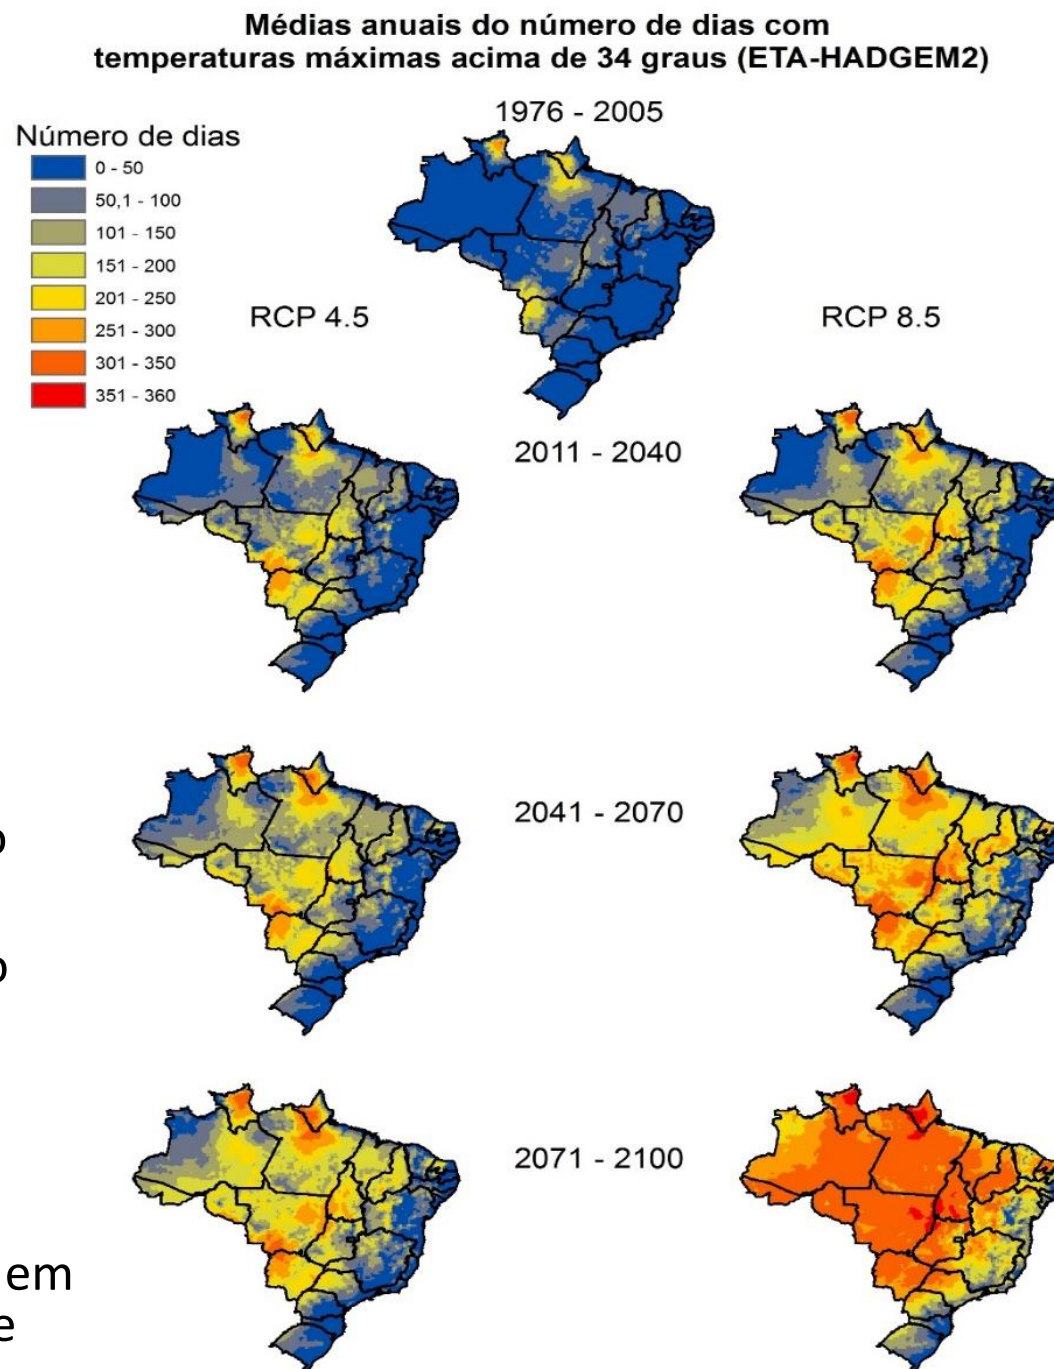 Médias anuais do número de dias com
temperaturas máximas acima de 34 graus (ETA-HADGEM2)
1976 - 2005
Número de dias
0 - 50
50,1 - 100
101 - 150
151 - 200
201 - 250
251 - 300
301 - 350
351 - 360
RCP 4.5
RCP 8.5
2011 - 2040
2041 - 2070
2071 - 2100
o
o
em
e